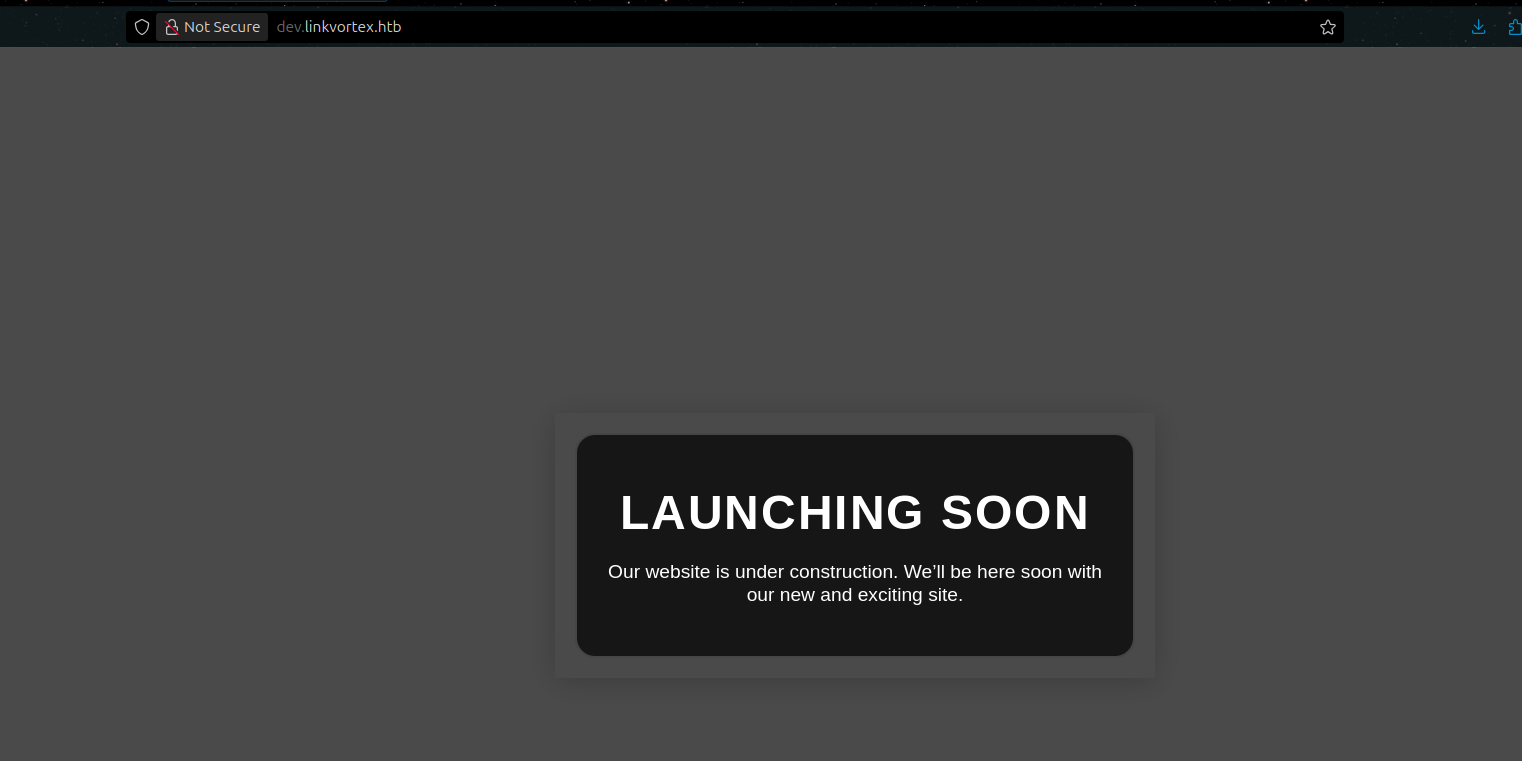 Not Secure dev.linkvortex.htb
LAUNCHING SOON
Our website is under construction. We’ll be here soon with
our new and exciting site.